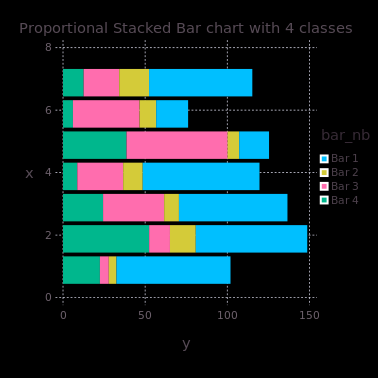 Proportional Stacked Bar chart with 4 classes
8
6
4
2
0
x
0 50 100 150
y
bar_nb
Bar 1
Bar 2
Bar 3
Bar 4